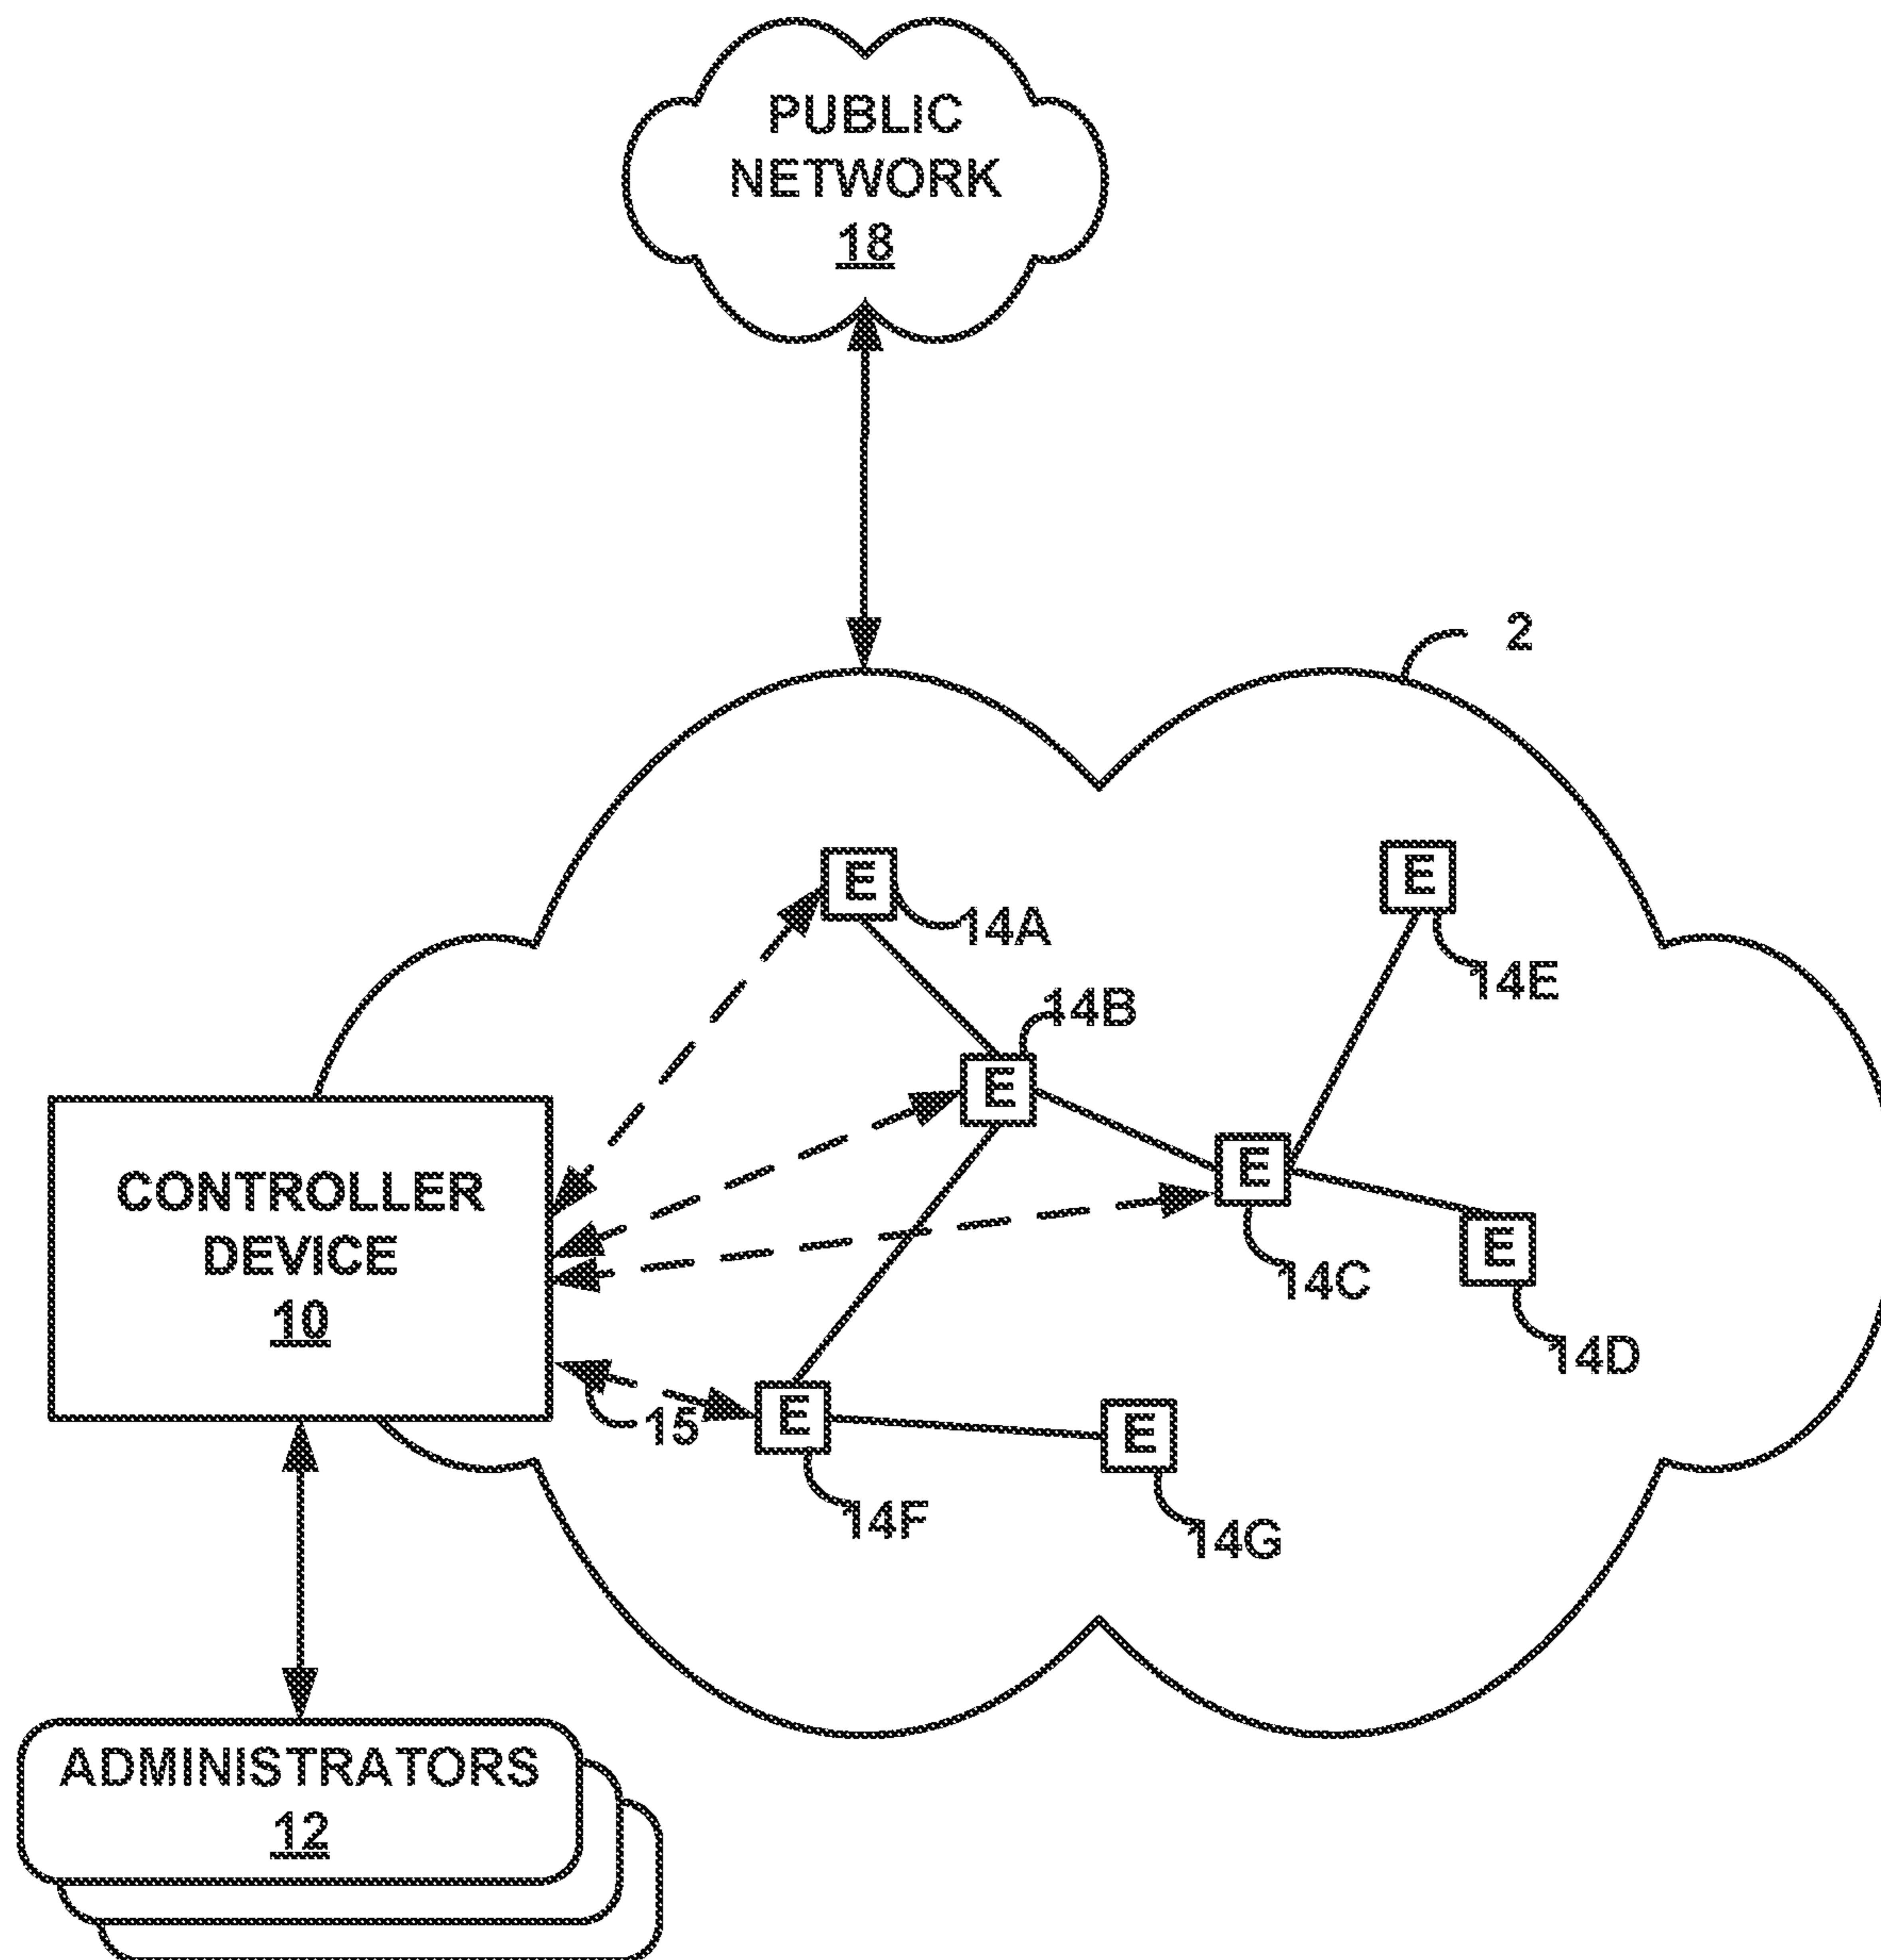 PUBLIC
NETWORK
18
2
E
14A
E
14E
14B
E
CONTROLLER
DEVICE
10
E
14C
E
14D
15
E
14F
E
14G
ADMINISTRATORS
12